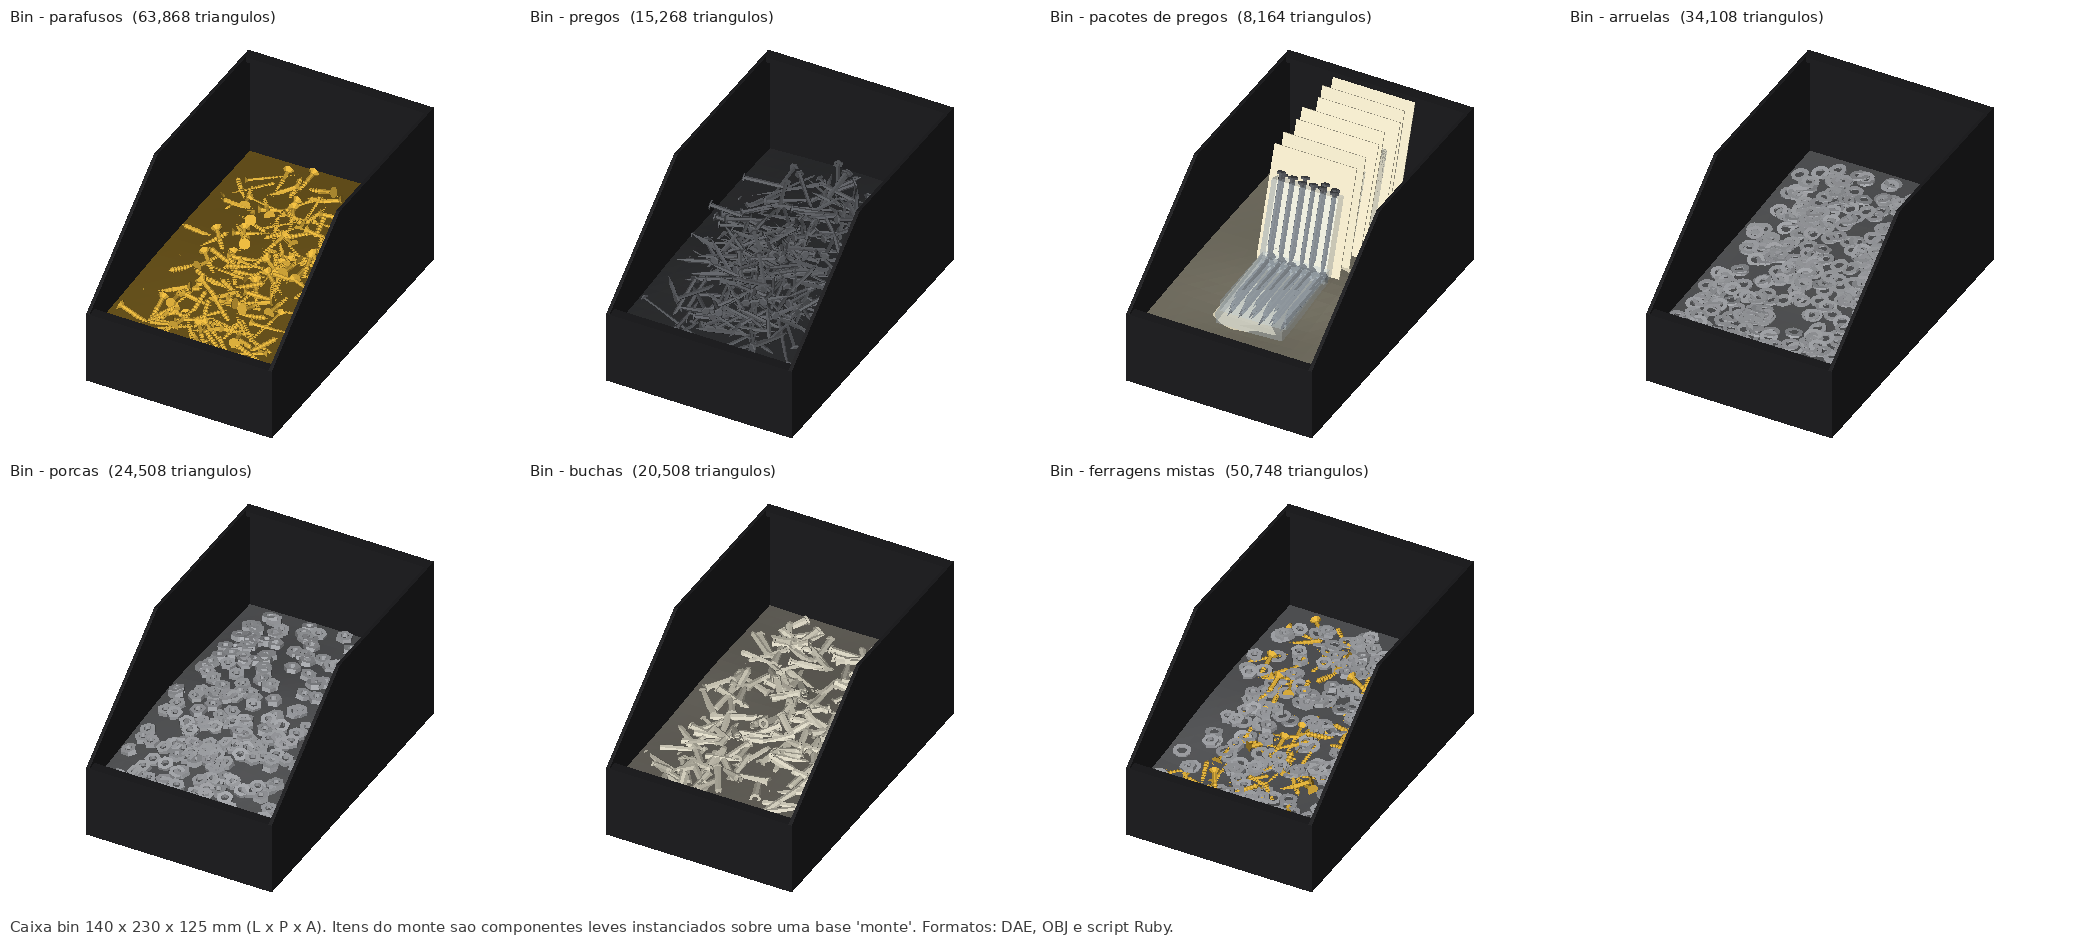 Bin - parafusos  (63,868 triangulos)
Bin - pregos  (15,268 triangulos)
Bin - pacotes de pregos  (8,164 triangulos)
Bin - arruelas  (34,108 triangulos)
Bin - porcas  (24,508 triangulos)
Bin - buchas  (20,508 triangulos)
Bin - ferragens mistas  (50,748 triangulos)
Caixa bin 140 x 230 x 125 mm (L x P x A). Itens do monte sao componentes leves instanciados sobre uma base 'monte'. Formatos: DAE, OBJ e script Ruby.